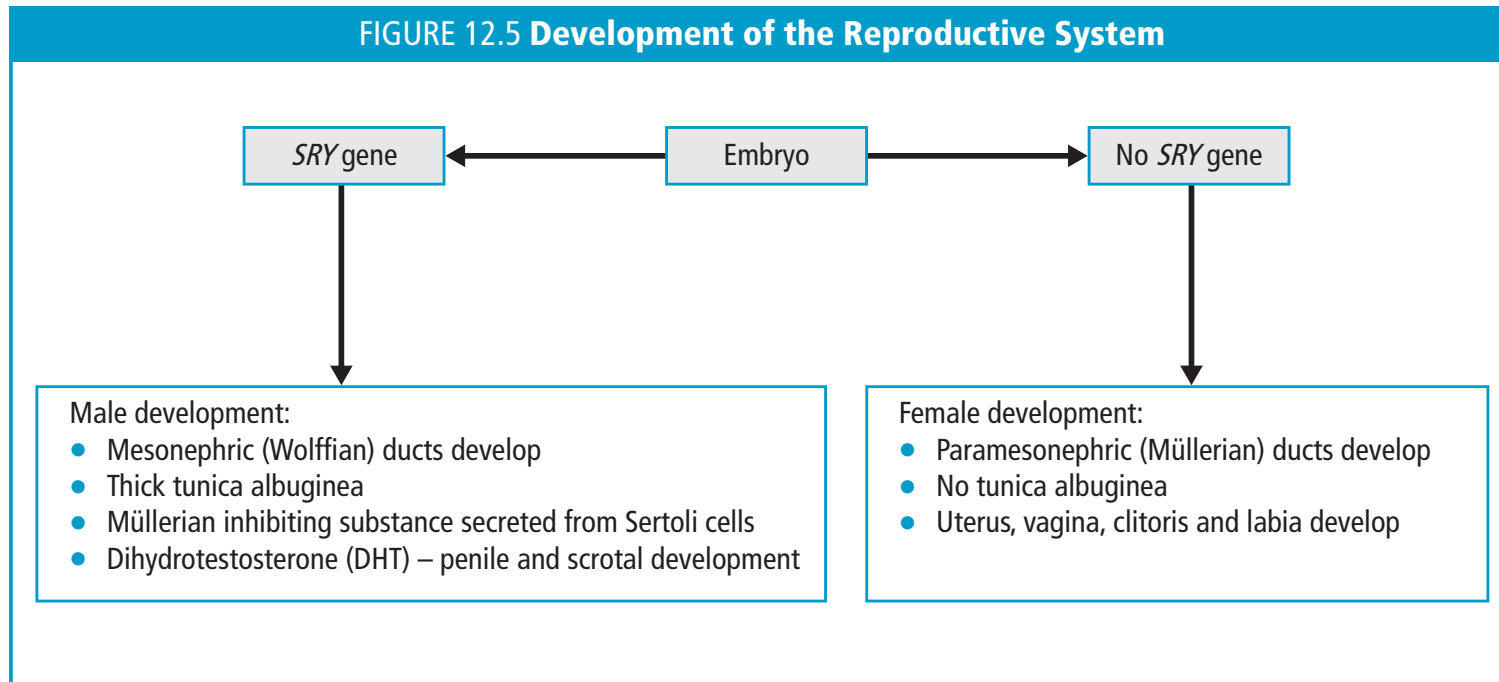 FIGURE 12.5 Development of the Reproductive System
SRY gene
Embryo
No SRY gene
Male development:
● Mesonephric (Wolffian) ducts develop
● Thick tunica albuginea
● Müllerian inhibiting substance secreted from Sertoli cells
● Dihydrotestosterone (DHT) – penile and scrotal development
Female development:
● Paramesonephric (Müllerian) ducts develop
● No tunica albuginea
● Uterus, vagina, clitoris and labia develop